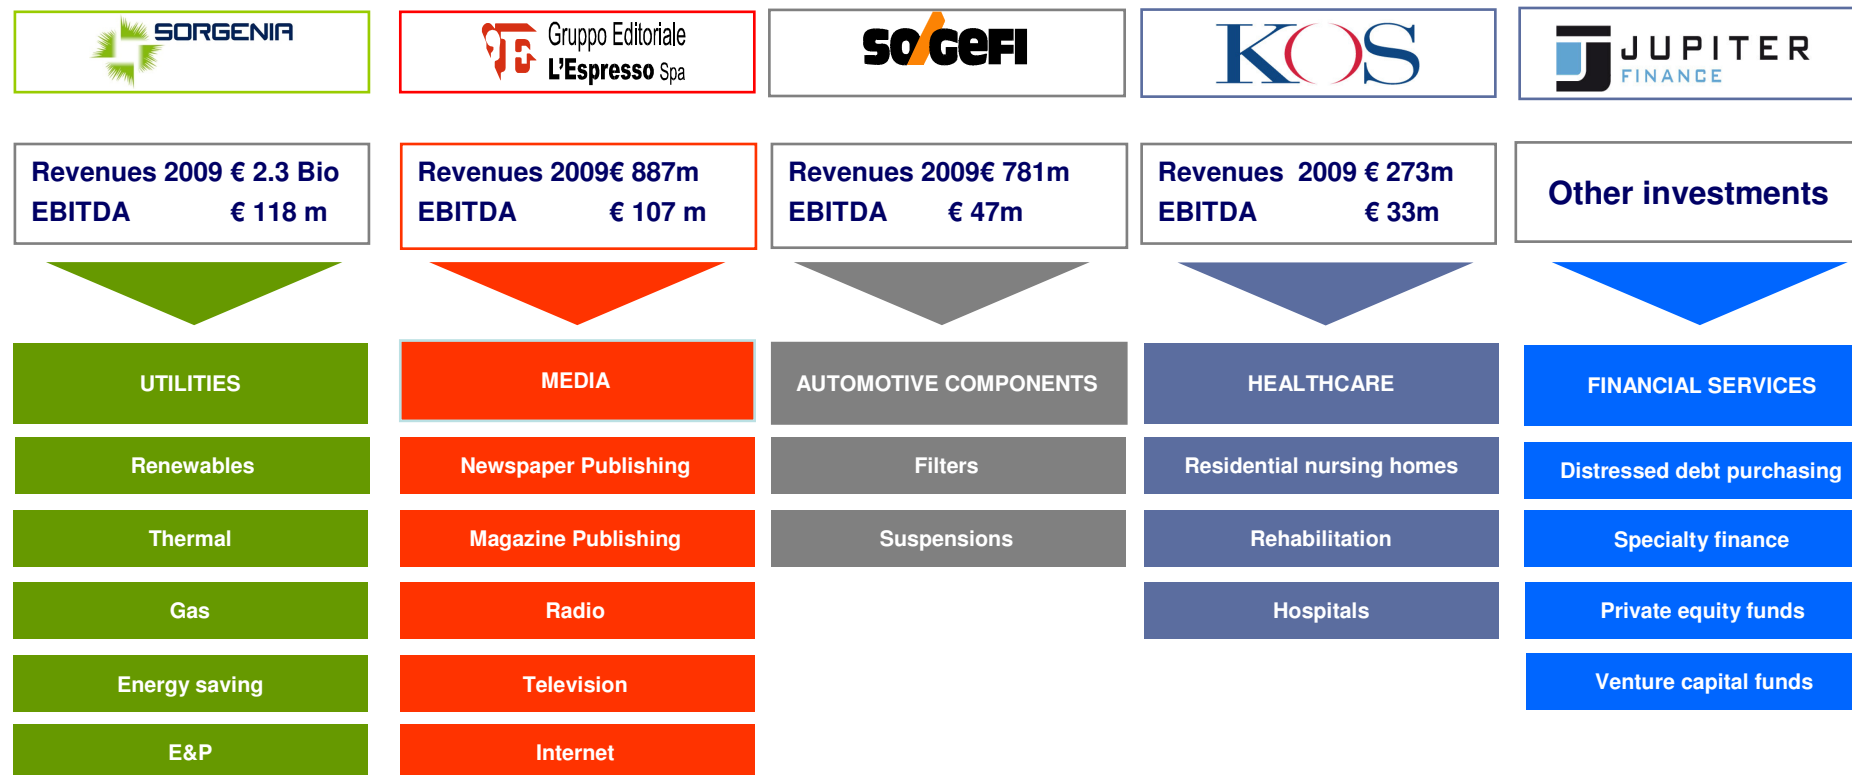 SORGENIA
Gruppo Editoriale
L'Espresso Spa
SOGEFI
KOS
JUPITER
FINANCE
Revenues 2009 € 2.3 Bio
EBITDA € 118 m
Revenues 2009€ 887m
EBITDA € 107 m
Revenues 2009€ 781m
EBITDA € 47m
Revenues 2009 € 273m
EBITDA € 33m
Other investments
UTILITIES
Renewables
Thermal
Gas
Energy saving
E&P
MEDIA
Newspaper Publishing
Magazine Publishing
Radio
Television
Internet
AUTOMOTIVE COMPONENTS
Filters
Suspensions
HEALTHCARE
Residential nursing homes
Rehabilitation
Hospitals
FINANCIAL SERVICES
Distressed debt purchasing
Specialty finance
Private equity funds
Venture capital funds